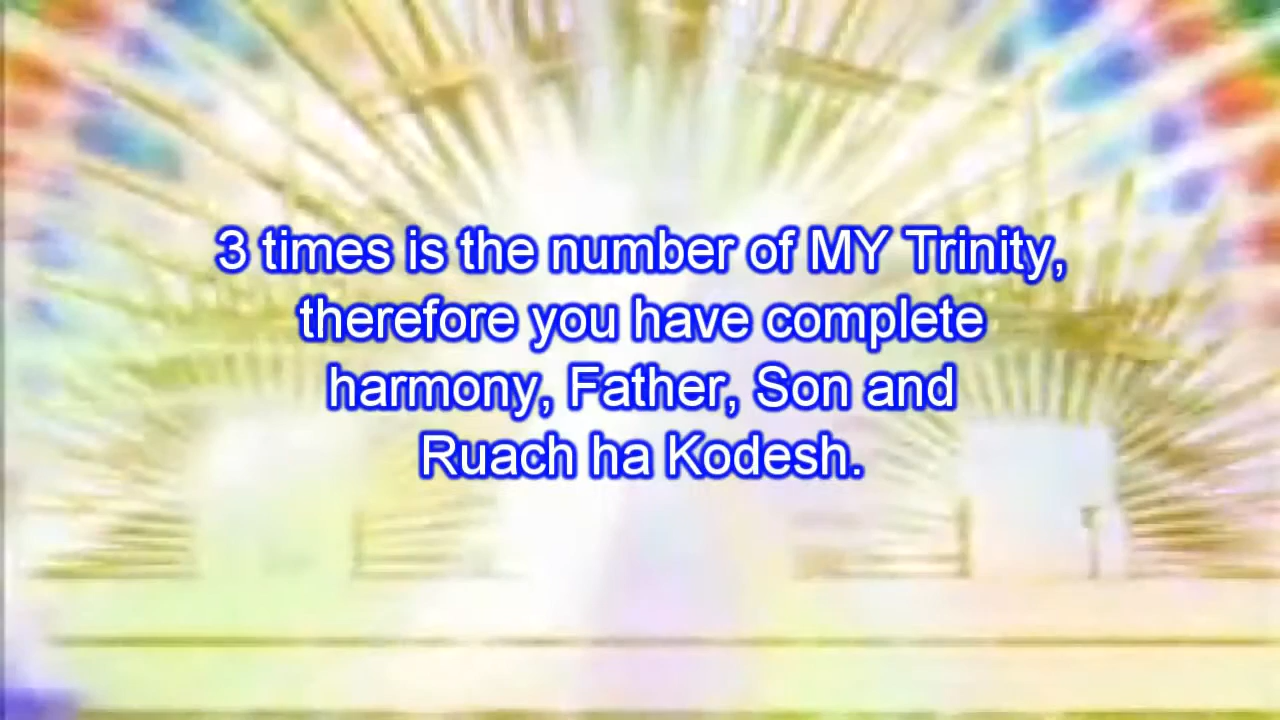 3 times is the number of MY Trinity,
therefore you have complete
harmony, Father, Son and
Ruach ha Kodesh.